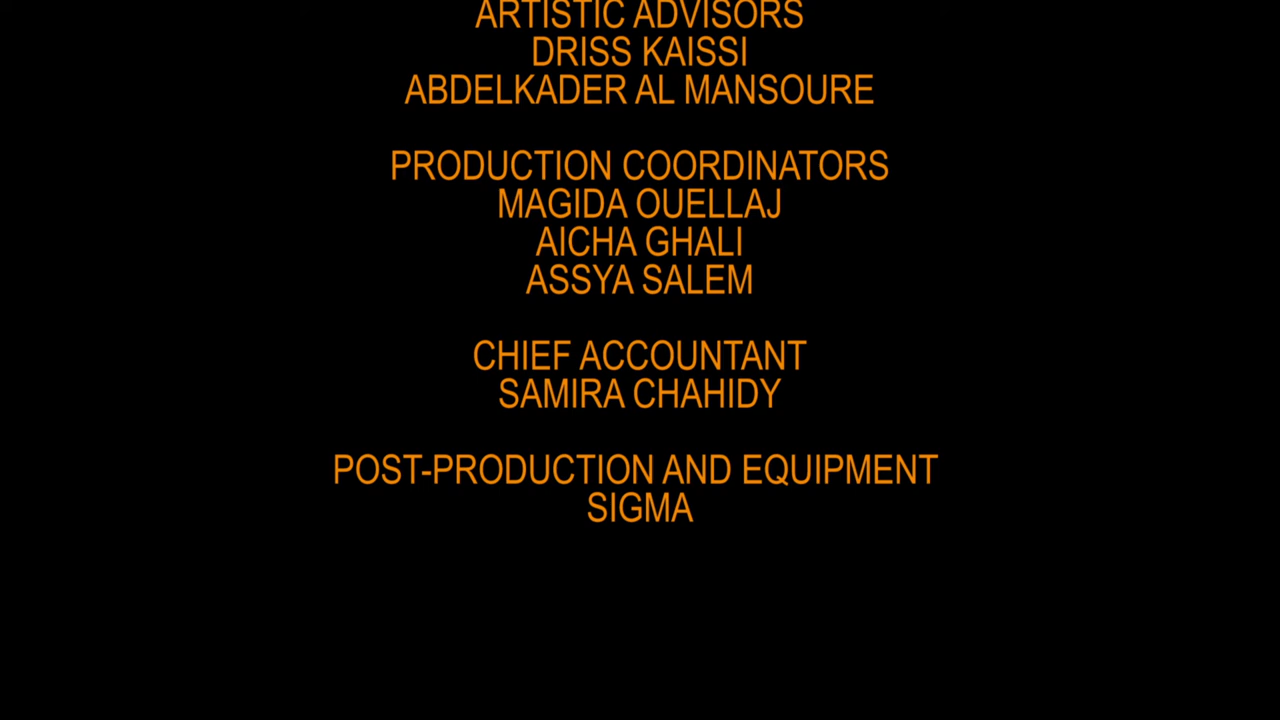 ARTISTIC ADVISORS
DRISS KAISSI
ABDELKADER AL MANSOURE
PRODUCTION COORDINATORS
MAGIDA OUELLAJ
AICHA GHALI
ASSYA SALEM
CHIEF ACCOUNTANT
SAMIRA CHAHIDY
POST-PRODUCTION AND EQUIPMENT
SIGMA